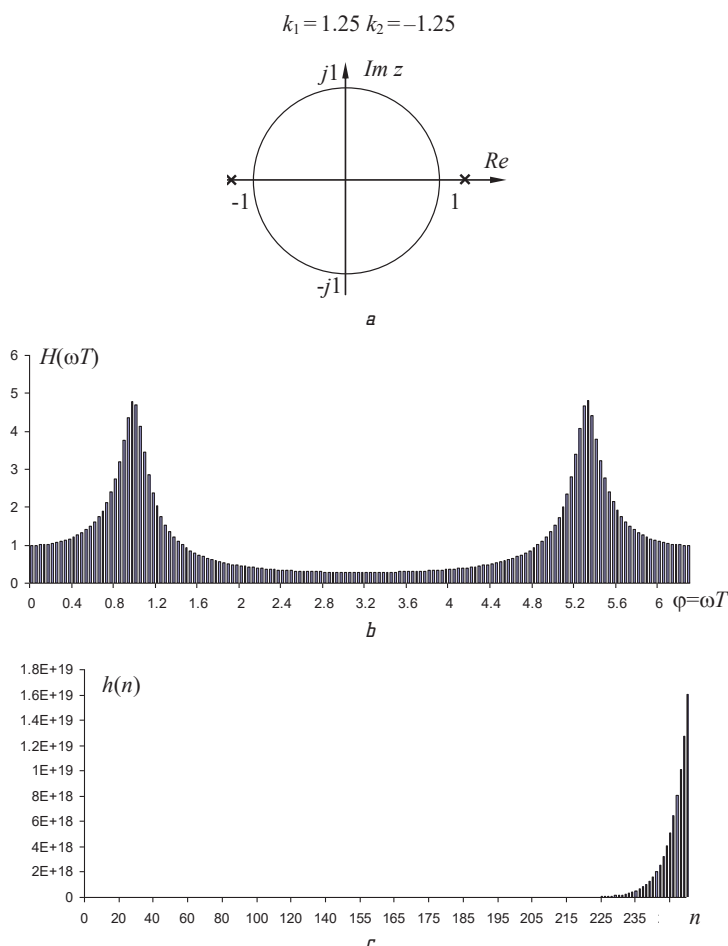 k1 = 1.25 k2 = –1.25
j1 Im z
Re
-1 1
-j1
a
6 H(ωT)
5
4
3
2
1
0
0 0.4 0.8 1.2 1.6 2 2.4 2.8 3.2 3.6 4 4.4 4.8 5.2 5.6 6 φ=ωT
b
1.8E+19 h(n)
1.6E+19
1.4E+19
1.2E+19
1E+19
8E+18
6E+18
4E+18
2E+18
0
0 20 40 60 80 100 120 140 155 165 175 185 195 205 215 225 235 n
c